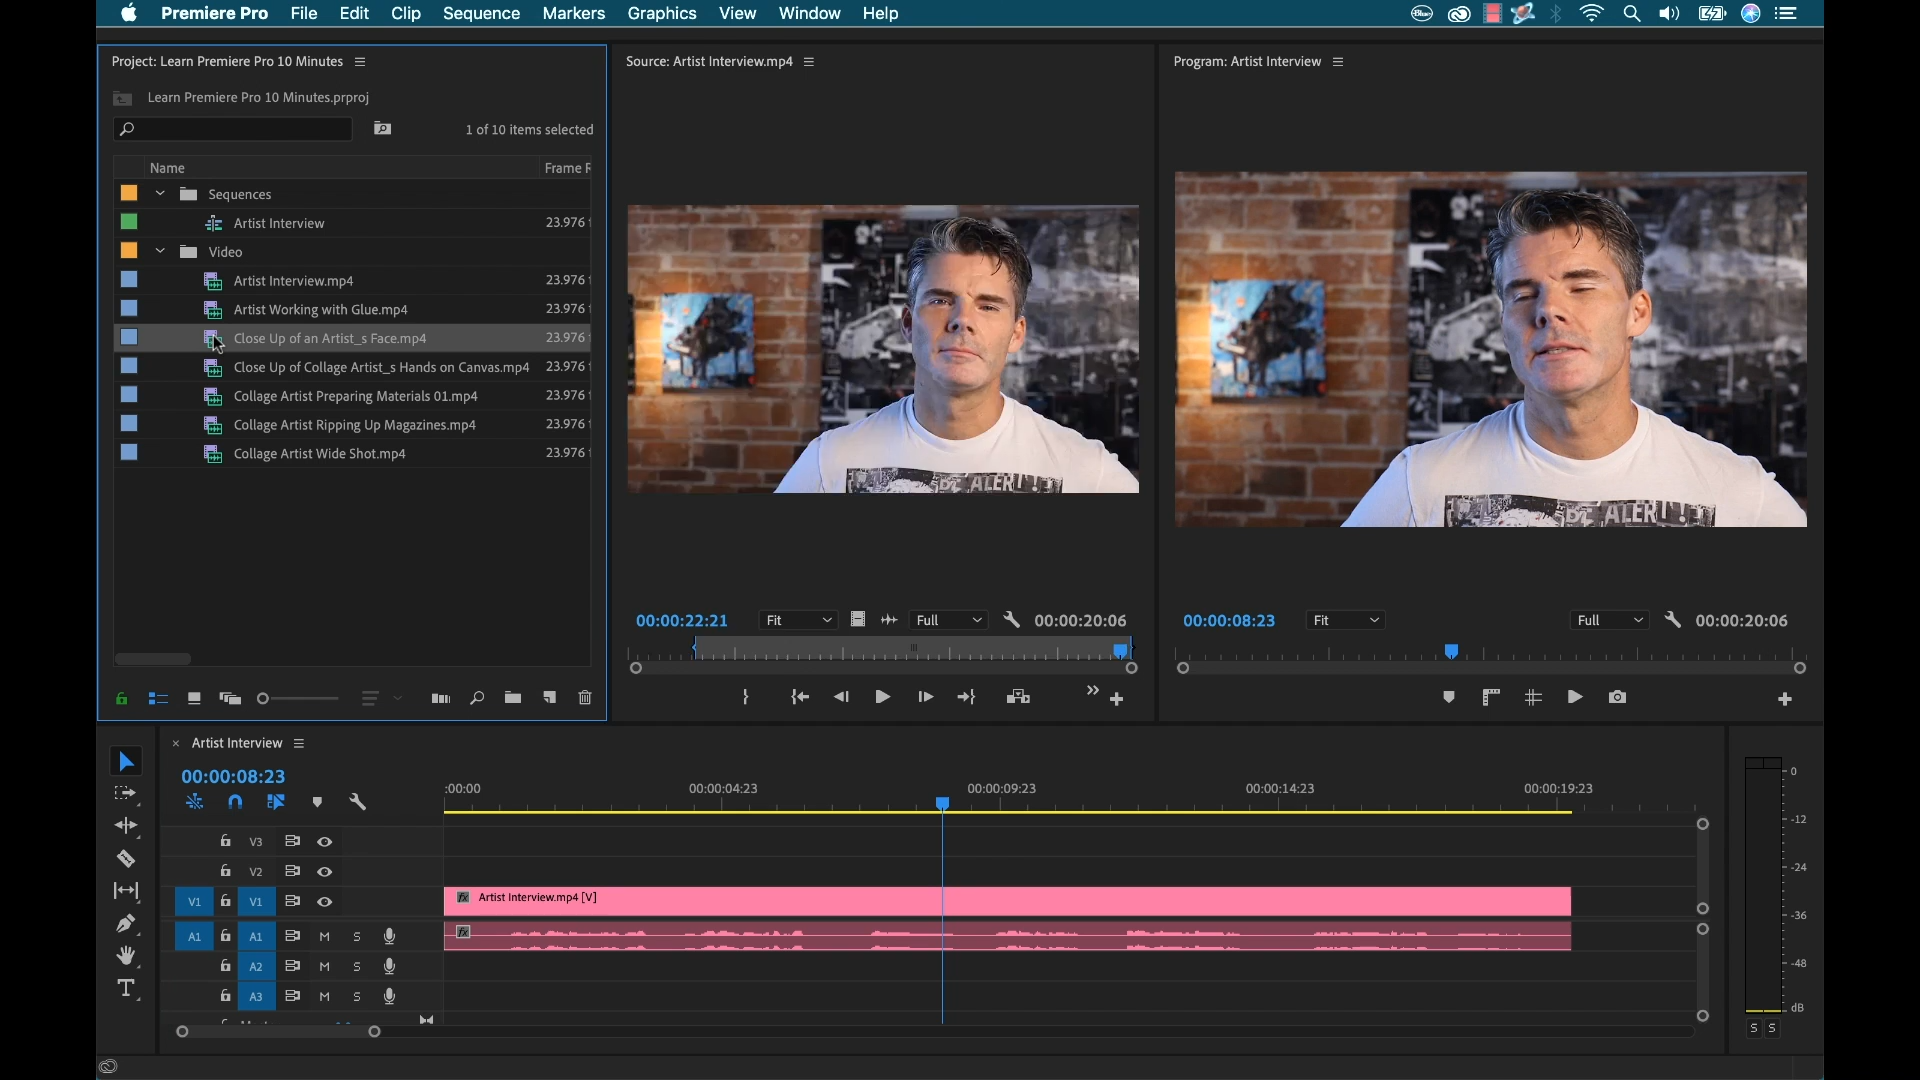 Premiere Pro File Edit Clip Sequence Markers Graphics View Window Help
Project: Learn Premiere Pro 10 Minutes
Learn Premiere Pro 10 Minutes.prproj
1 of 10 items selected
Name Frame R
Sequences
Artist Interview 23.976 f
Video
Artist Interview.mp4 23.976 f
Artist Working with Glue.mp4 23.976 f
Close Up of an Artist_s Face.mp4 23.976 f
Close Up of Collage Artist_s Hands on Canvas.mp4 23.976 f
Collage Artist Preparing Materials 01.mp4 23.976 f
Collage Artist Ripping Up Magazines.mp4 23.976 f
Collage Artist Wide Shot.mp4 23.976 f
Source: Artist Interview.mp4
BE ALERT!!
00:00:22:21 Fit Full 00:00:20:06
Program: Artist Interview
BE ALERT!!
00:00:08:23 Fit Full 00:00:20:06
Artist Interview
00:00:08:23
:00:00 00:00:04:23 00:00:09:23 00:00:14:23 00:00:19:23
V3
V2
V1 V1 fx Artist Interview.mp4 [V]
A1 A1 M S fx
A2 M S
A3 M S
0
-12
-24
-36
-48
dB
S S